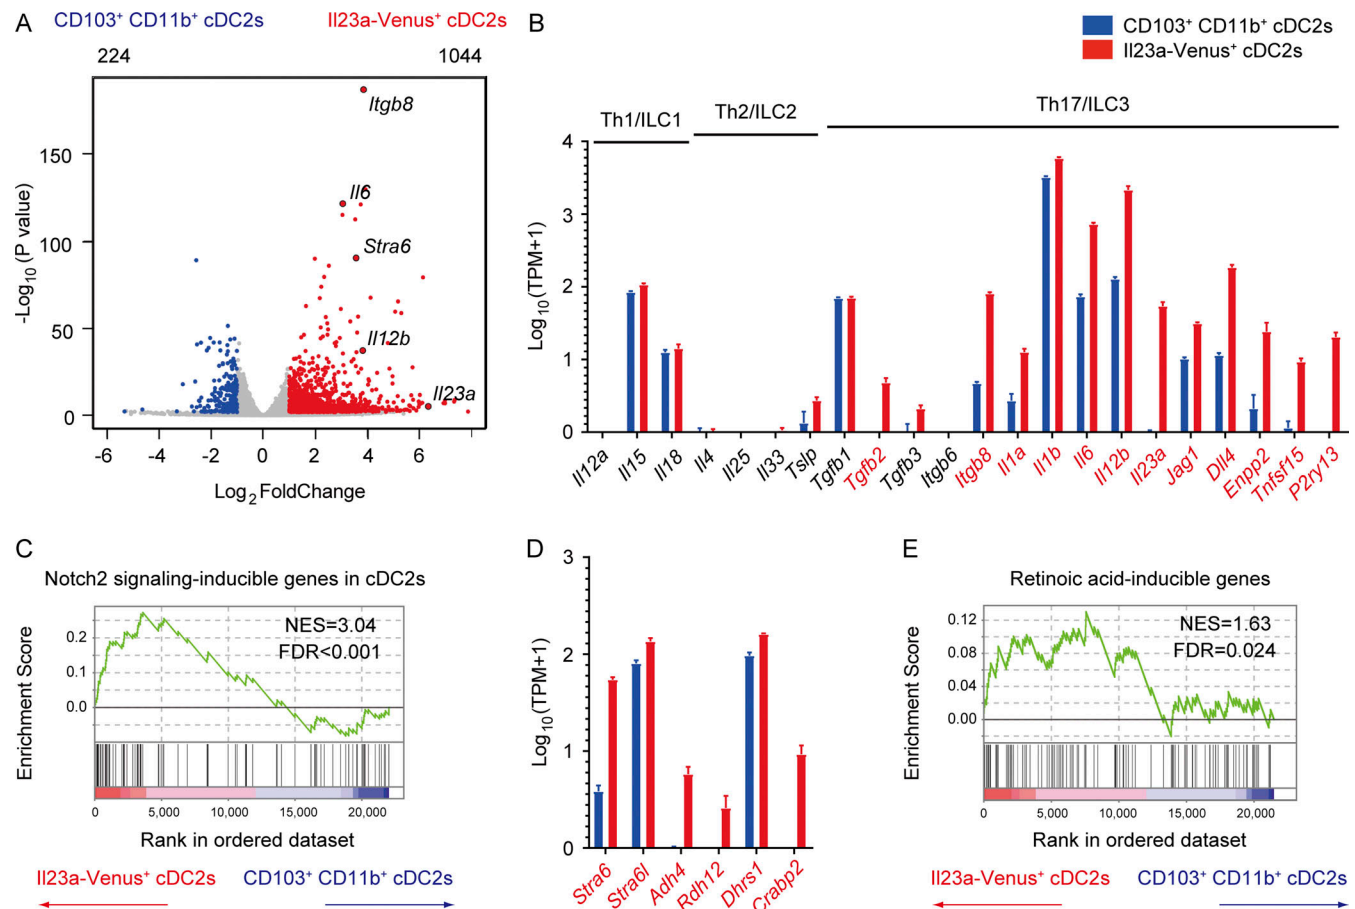 A
CD103+ CD11b+ cDC2s
Il23a-Venus+ cDC2s
224
1044
Itgb8
Il6
Stra6
Il12b
Il23a
-Log10(P value)
150
100
50
0
-6 -4 -2 0 2 4 6
Log2FoldChange
B
CD103+ CD11b+ cDC2s
Il23a-Venus+ cDC2s
Th1/ILC1
Th2/ILC2
Th17/ILC3
Log10(TPM+1)
4
3
2
1
0
Il12a Il15 Il18 Il4 Il25 Il33 Tslp Tgfb1 Tgfb2 Tgfb3 Itgb6 Itgb8 Il1a Il1b Il6 Il12b Il23a Jag1 Dll4 Enpp2 Tnfsf15 P2ry13
C
Notch2 signaling-inducible genes in cDC2s
NES=3.04
FDR<0.001
Enrichment Score
0.2
0.1
0.0
0 5,000 10,000 15,000 20,000
Rank in ordered dataset
Il23a-Venus+ cDC2s
CD103+ CD11b+ cDC2s
D
Log10(TPM+1)
3
2
1
0
Stra6 Stra6l Adh4 Rdh12 Dhrs1 Crabp2
E
Retinoic acid-inducible genes
NES=1.63
FDR=0.024
Enrichment Score
0.12
0.08
0.04
0.00
0 5,000 10,000 15,000 20,000
Rank in ordered dataset
Il23a-Venus+ cDC2s
CD103+ CD11b+ cDC2s